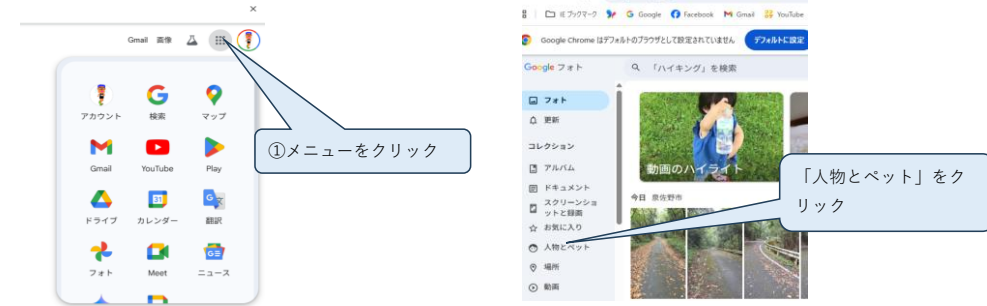 ×
Gmail 画像
アカウント 検索 マップ
①メニューをクリック
Gmail YouTube Play
31
ドライブ カレンダー 翻訳
フォト Meet ニュース
IEブックマーク Google Facebook Gmail YouTube
Google Chrome はデフォルトのブラウザとして設定されていません デフォルトに設定
Google フォト
「ハイキング」を検索
フォト
更新
コレクション
アルバム
ドキュメント
スクリーンショ
ットと録画
お気に入り
人物とペット
場所
動画
動画のハイライト
今日 泉佐野市
「人物とペット」をク
リック